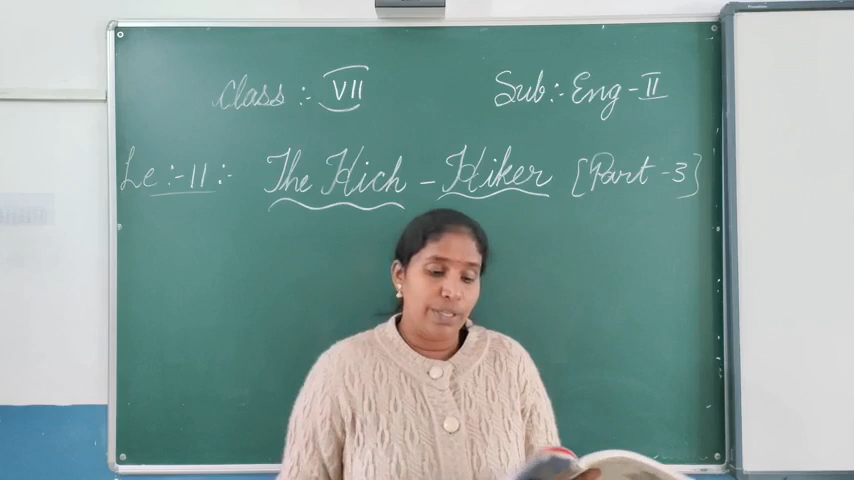 Class :- VII Sub:- Eng - II
Le :- 11 :- The Hich - Hiker [Part - 3]